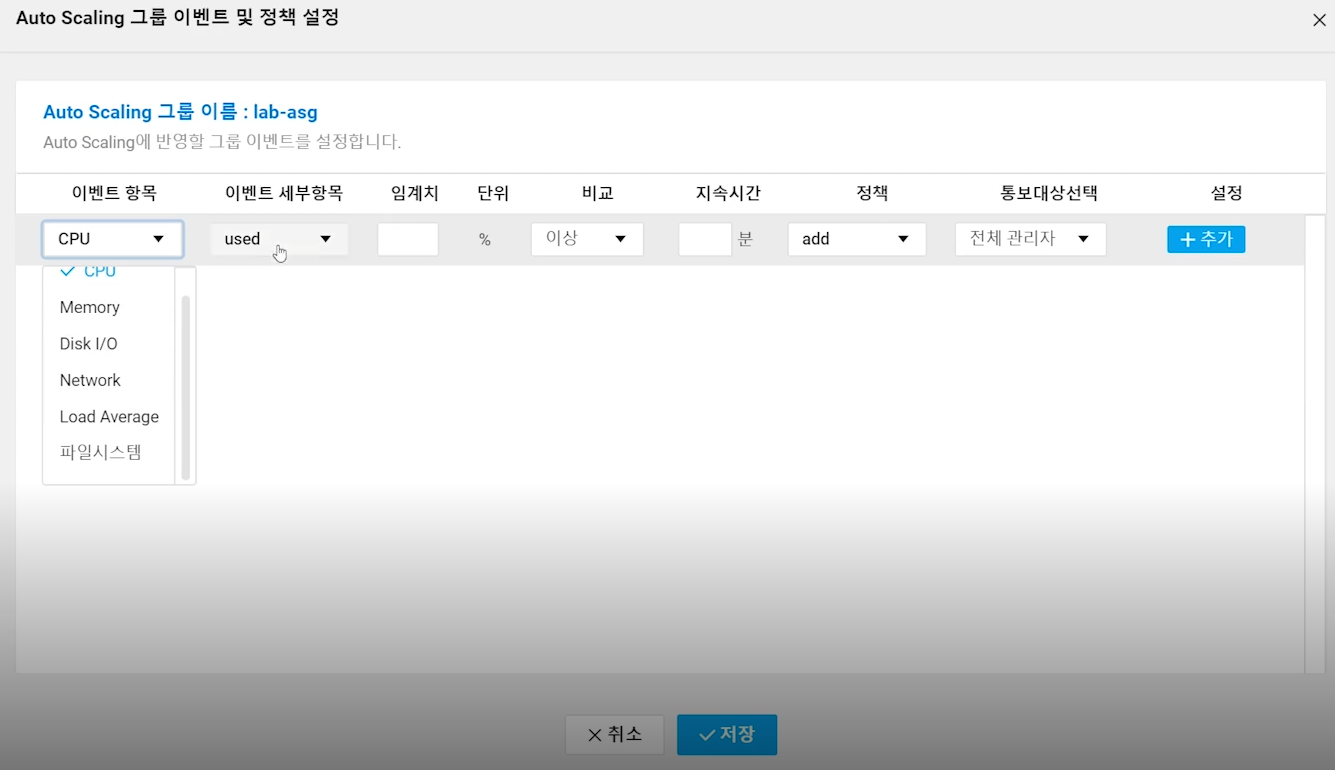 Auto Scaling 그룹 이벤트 및 정책 설정
Auto Scaling 그룹 이름 : lab-asg
Auto Scaling에 반영할 그룹 이벤트를 설정합니다.
이벤트 항목 이벤트 세부항목 임계치 단위 비교 지속시간 정책 통보대상선택 설정
CPU used % 이상 분 add 전체 관리자 + 추가
CPU
Memory
Disk I/O
Network
Load Average
파일시스템
취소 저장